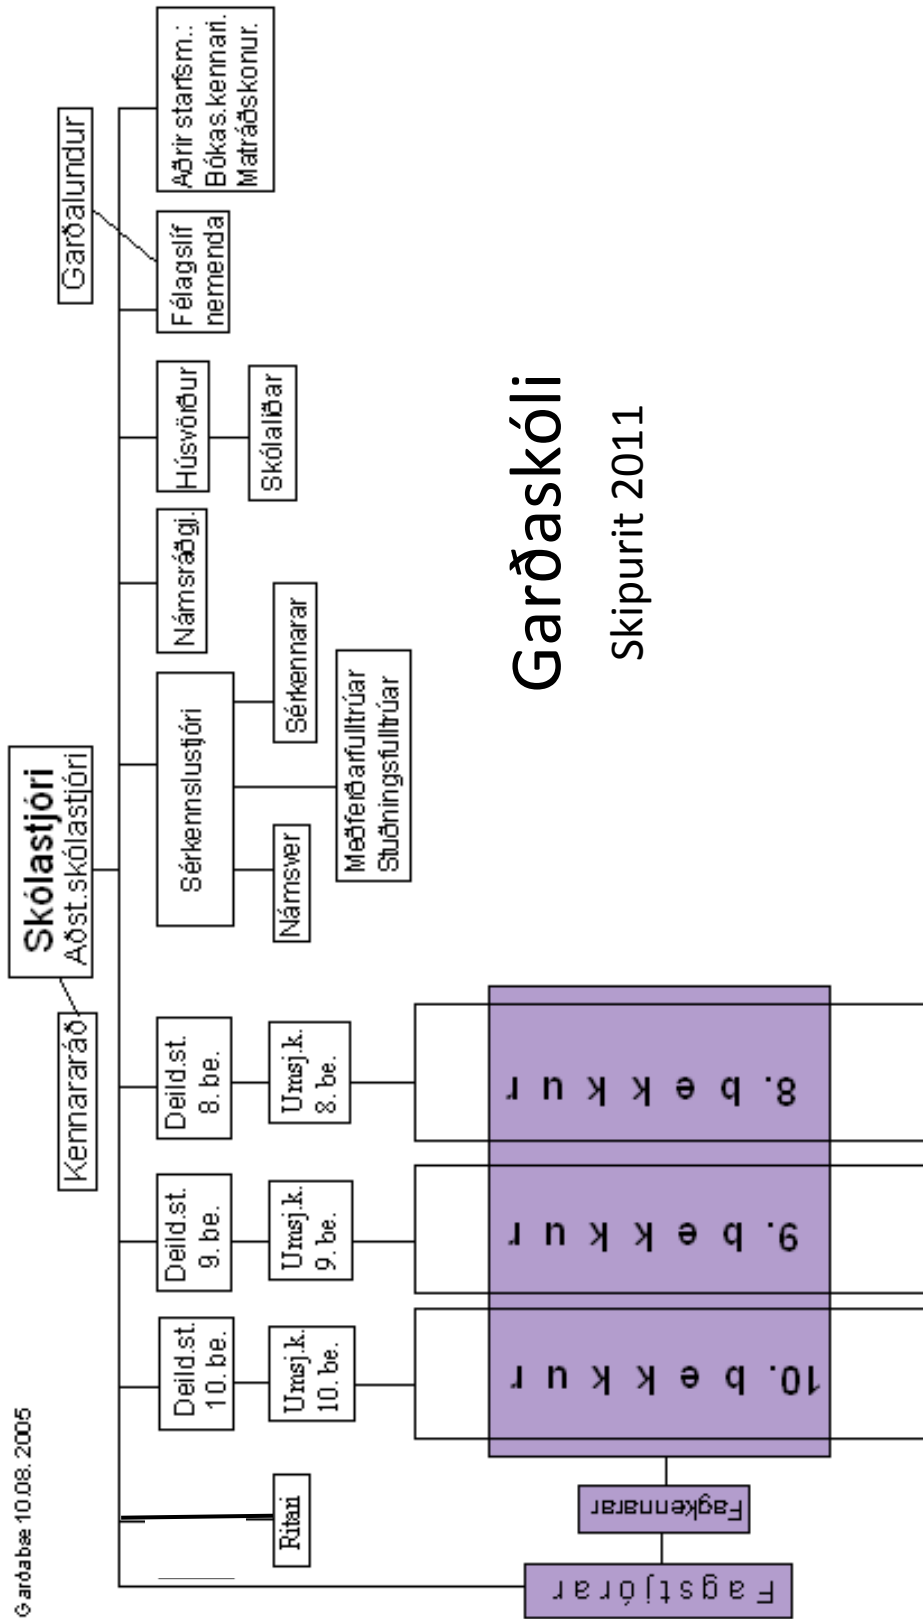 Garðabæ 10.08. 2005
Skólastjóri
Aðst.skólastjóri
Kennararáð
Garðalundur
Ritari
Deild.st.
10. be.
Deild.st.
9. be.
Deild.st.
8. be.
Sérkennslustjóri
Námsráðgj.
Húsvörður
Félagslíf
nemenda
Aðrir starfsm.:
Bókas.kennari.
Matráðskonur.
Umsj.k.
10. be.
Umsj.k.
9. be.
Umsj.k.
8. be.
Námsver
Sérkennarar
Skólaliðar
Meðferðarfulltrúar
Stuðningsfulltrúar
Fagstjórar
Fagkennarar
10. bekkur
9. bekkur
8. bekkur
Garðaskóli
Skipurit 2011